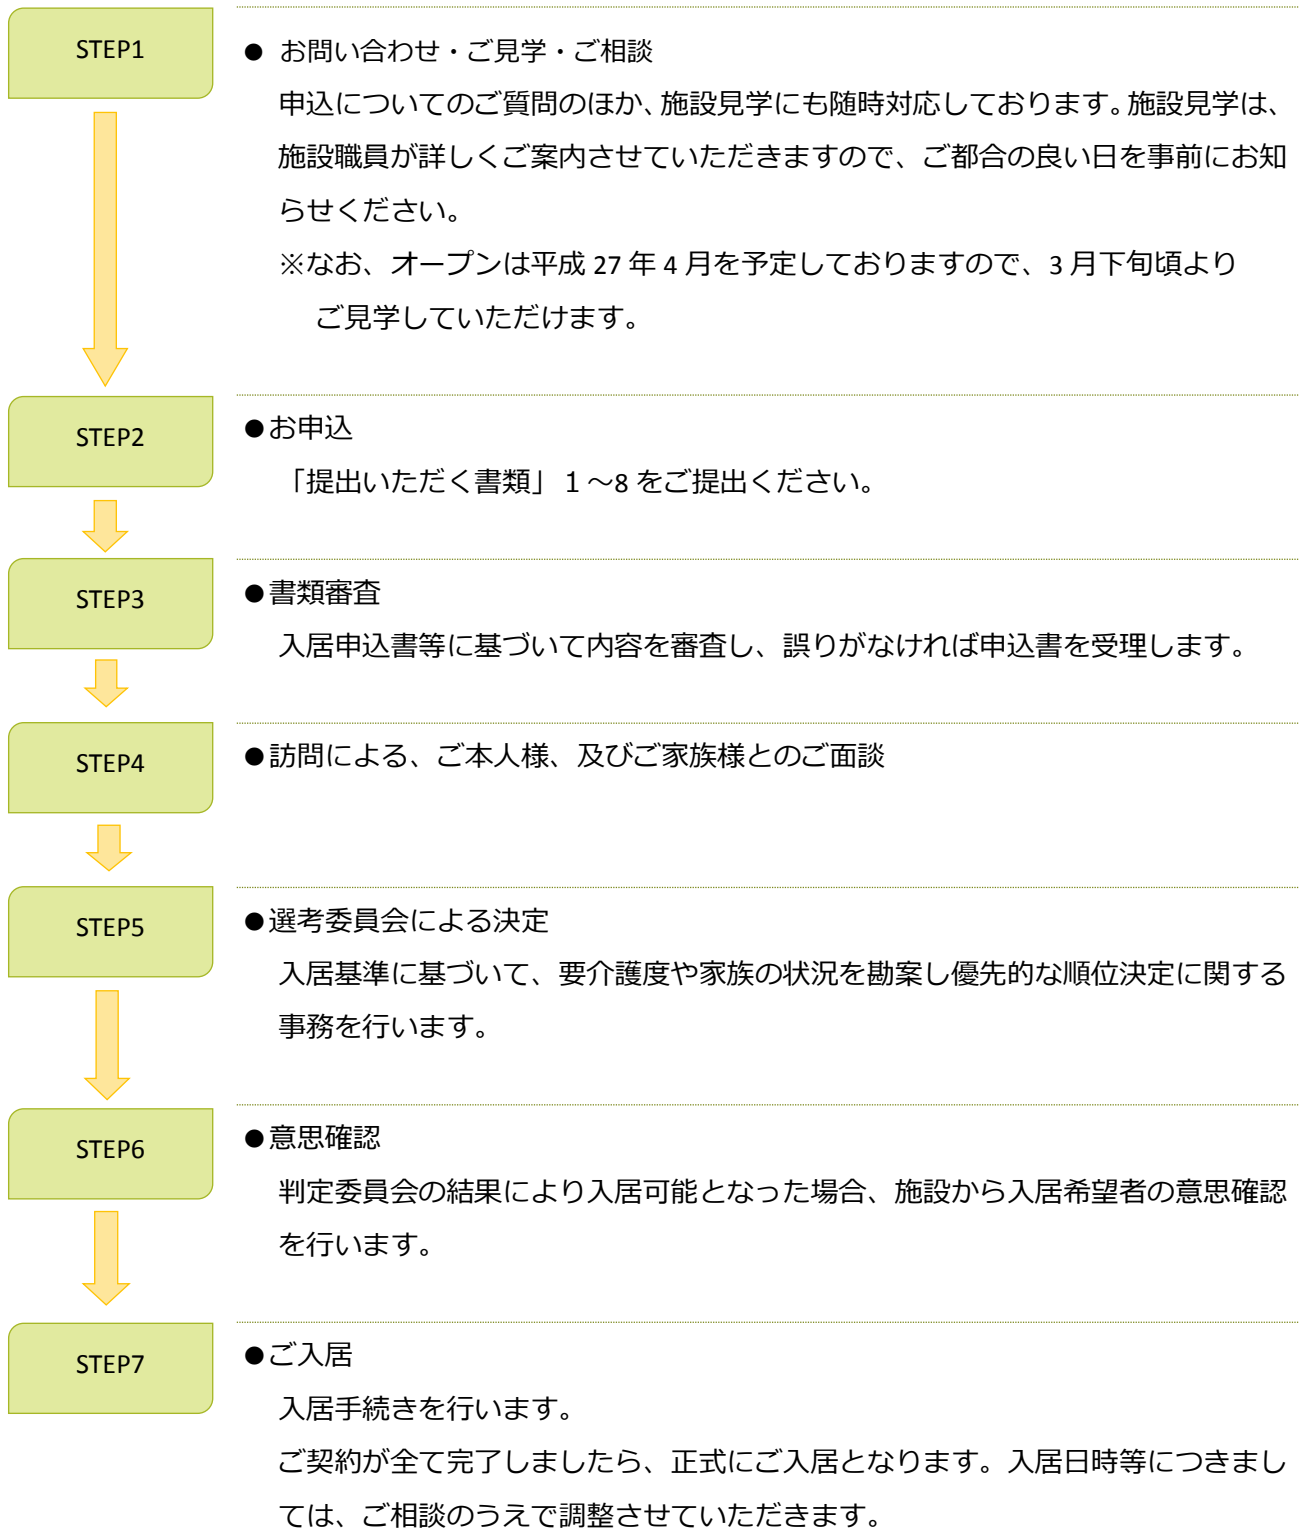 STEP1
● お問い合わせ・ご見学・ご相談
申込についてのご質問のほか、施設見学にも随時対応しております。施設見学は、
施設職員が詳しくご案内させていただきますので、ご都合の良い日を事前にお知
らせください。
※なお、オープンは平成 27 年 4 月を予定しておりますので、3 月下旬頃より
ご見学していただけます。
STEP2
●お申込
「提出いただく書類」１～8 をご提出ください。
STEP3
●書類審査
入居申込書等に基づいて内容を審査し、誤りがなければ申込書を受理します。
STEP4
●訪問による、ご本人様、及びご家族様とのご面談
STEP5
●選考委員会による決定
入居基準に基づいて、要介護度や家族の状況を勘案し優先的な順位決定に関する
事務を行います。
STEP6
●意思確認
判定委員会の結果により入居可能となった場合、施設から入居希望者の意思確認
を行います。
STEP7
●ご入居
入居手続きを行います。
ご契約が全て完了しましたら、正式にご入居となります。入居日時等につきまし
ては、ご相談のうえで調整させていただきます。